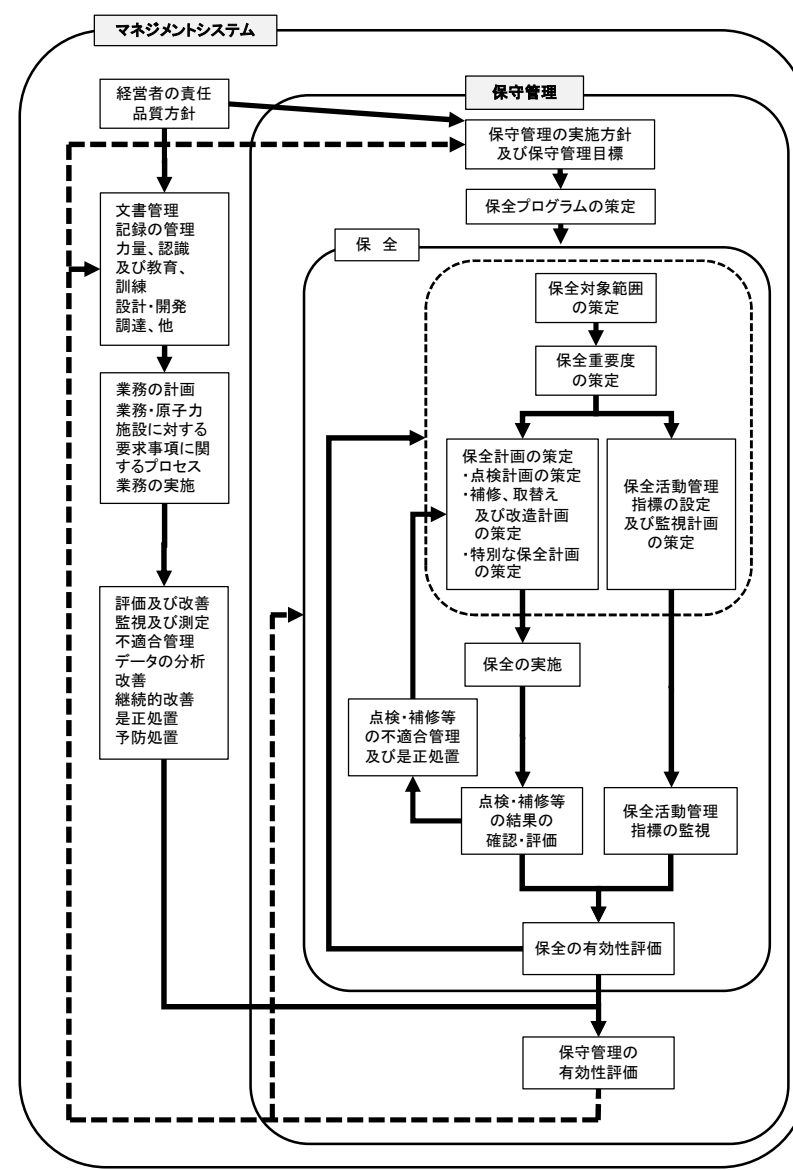 マネジメントシステム
経営者の責任
品質方針
文書管理
記録の管理
力量、認識
及び教育、
訓練
設計・開発
調達、他
業務の計画
業務・原子力
施設に対する
要求事項に関
するプロセス
業務の実施
評価及び改善
監視及び測定
不適合管理
データの分析
改善
継続的改善
是正処置
予防処置
保守管理
保守管理の実施方針
及び保守管理目標
保全プログラムの策定
保 全
保全対象範囲
の策定
保全重要度
の策定
保全計画の策定
・点検計画の策定
・補修、取替え
及び改造計画
の策定
・特別な保全計画
の策定
保全活動管理
指標の設定
及び監視計画
の策定
保全の実施
点検・補修等
の不適合管理
及び是正処置
点検・補修等
の結果の
確認・評価
保全活動管理
指標の監視
保全の有効性評価
保守管理の
有効性評価